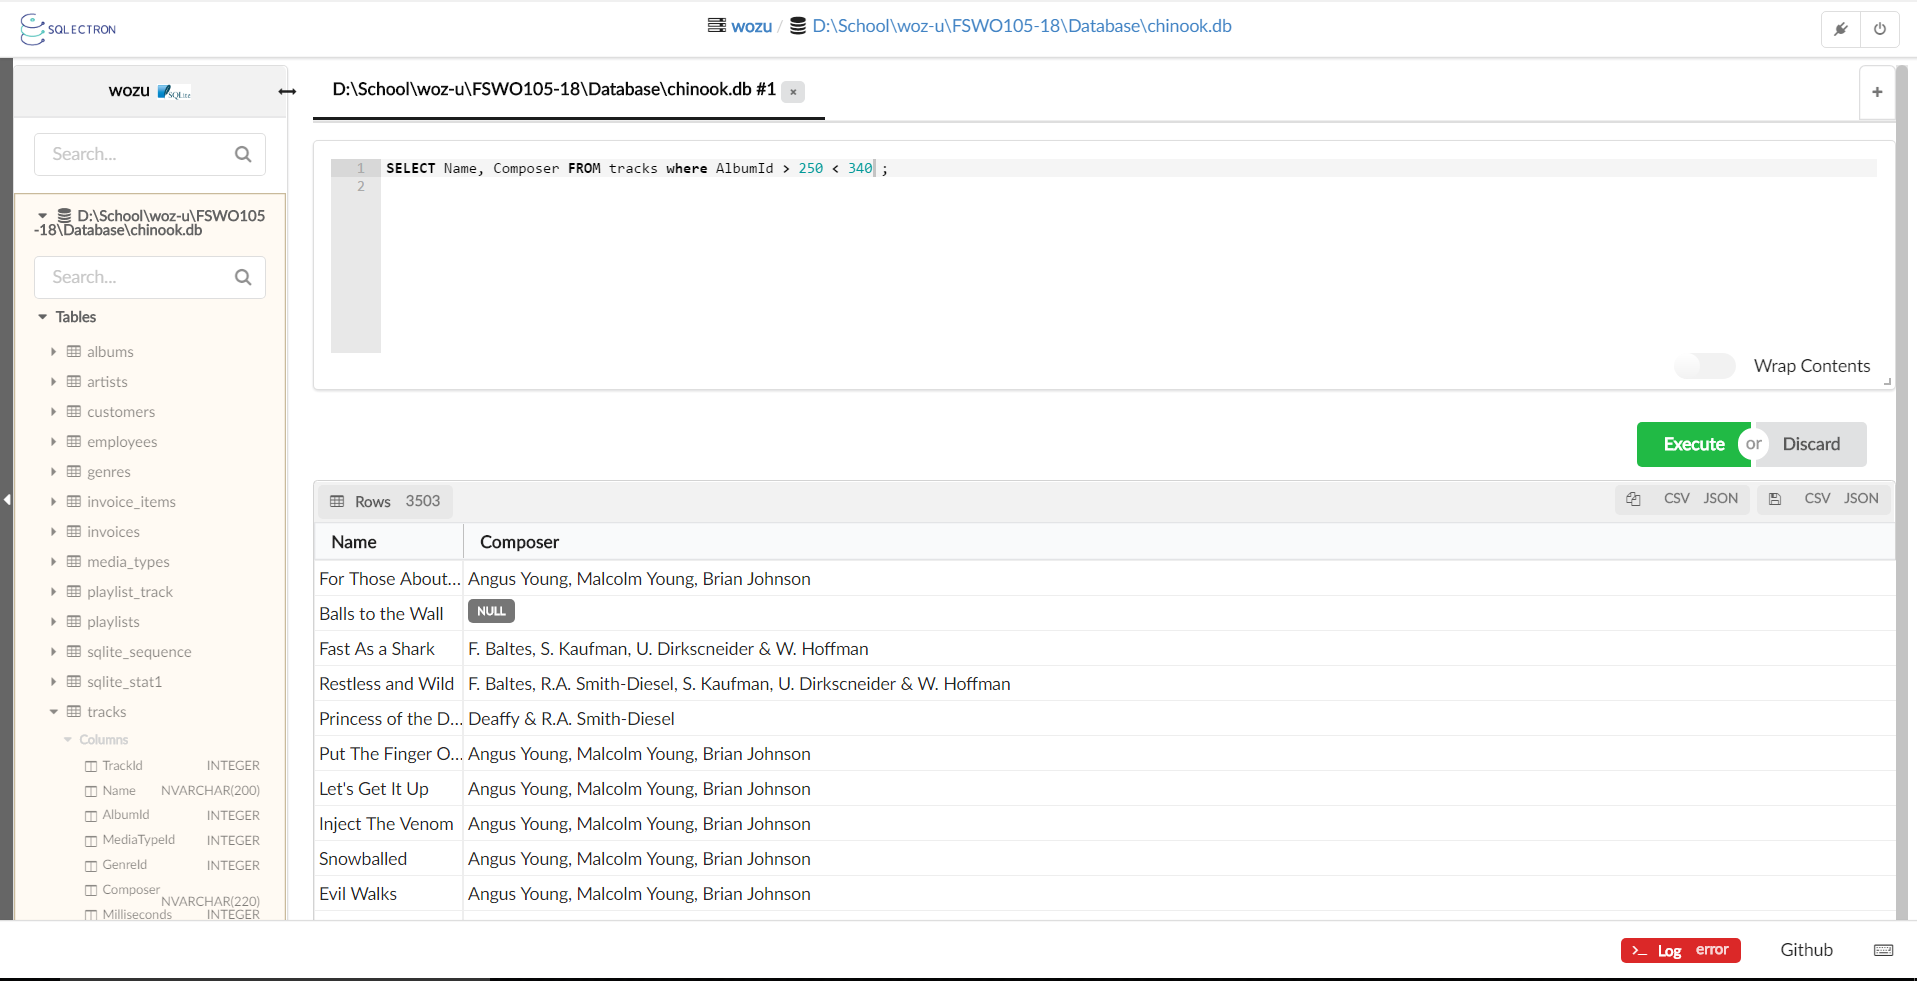 SQLECTRON
wozu / D:\School\woz-u\FSWO105-18\Database\chinook.db
wozu SQLite
Search...
D:\School\woz-u\FSWO105
-18\Database\chinook.db
Search...
Tables
albums
artists
customers
employees
genres
invoice_items
invoices
media_types
playlist_track
playlists
sqlite_sequence
sqlite_stat1
tracks
Columns
TrackId INTEGER
Name NVARCHAR(200)
AlbumId INTEGER
MediaTypeId INTEGER
GenreId INTEGER
Composer NVARCHAR(220)
Milliseconds INTEGER
D:\School\woz-u\FSWO105-18\Database\chinook.db #1 ×
+
1 SELECT Name, Composer FROM tracks where AlbumId > 250 < 340 ;
2
Wrap Contents
Execute or Discard
Rows 3503 CSV JSON CSV JSON
Name Composer
For Those About... Angus Young, Malcolm Young, Brian Johnson
Balls to the Wall NULL
Fast As a Shark F. Baltes, S. Kaufman, U. Dirkscneider & W. Hoffman
Restless and Wild F. Baltes, R.A. Smith-Diesel, S. Kaufman, U. Dirkscneider & W. Hoffman
Princess of the D... Deaffy & R.A. Smith-Diesel
Put The Finger O... Angus Young, Malcolm Young, Brian Johnson
Let's Get It Up Angus Young, Malcolm Young, Brian Johnson
Inject The Venom Angus Young, Malcolm Young, Brian Johnson
Snowballed Angus Young, Malcolm Young, Brian Johnson
Evil Walks Angus Young, Malcolm Young, Brian Johnson
>_ Log error Github